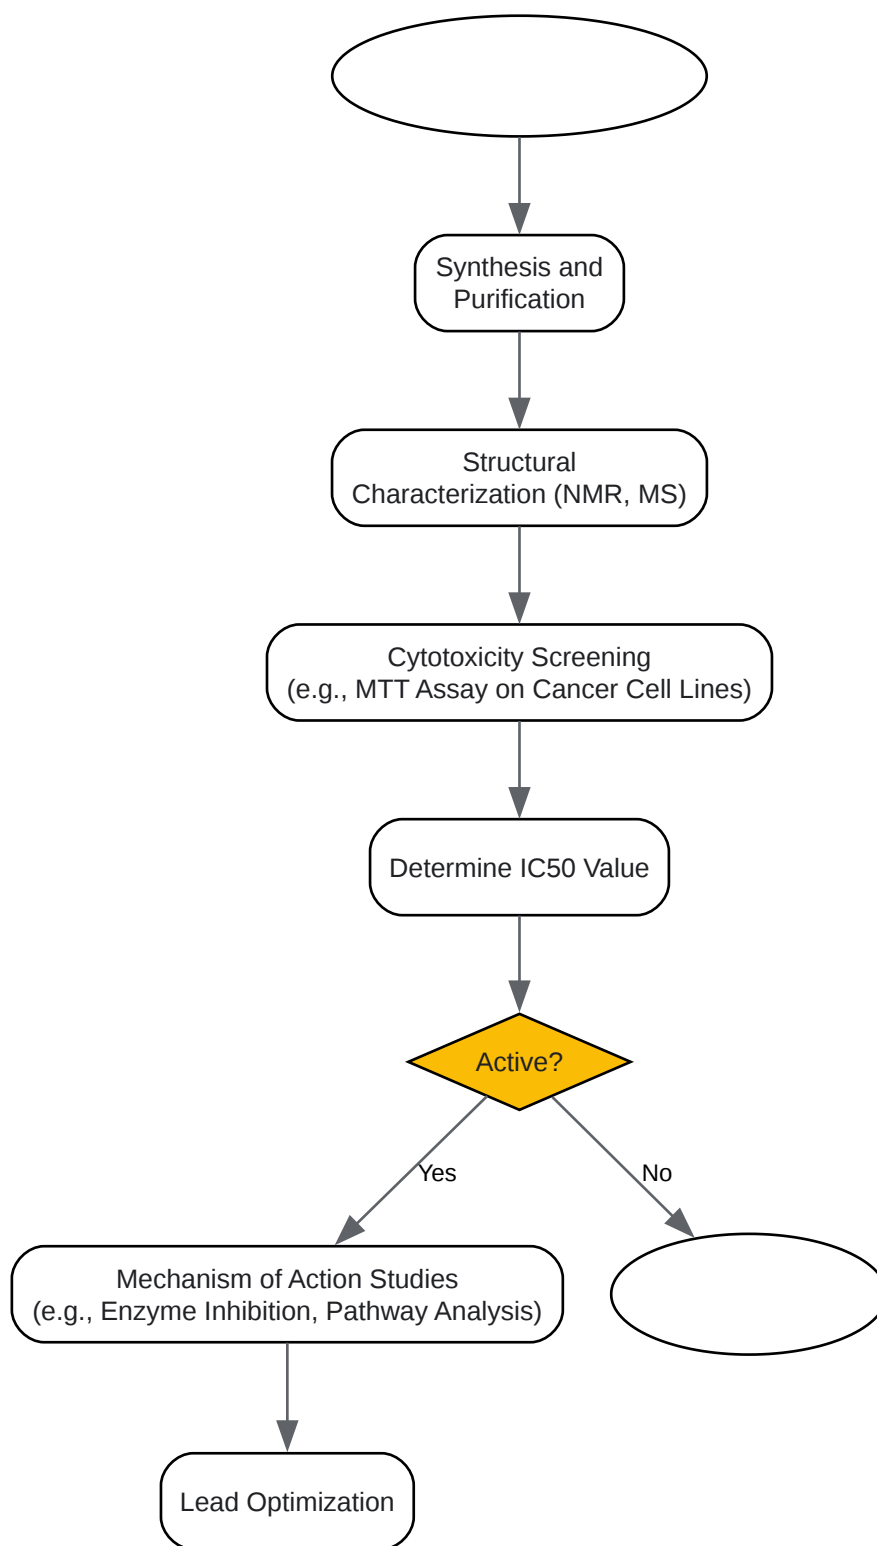 Synthesis and
Purification
Structural
Characterization (NMR, MS)
Cytotoxicity Screening
(e.g., MTT Assay on Cancer Cell Lines)
Determine IC50 Value
Active?
Yes
No
Mechanism of Action Studies
(e.g., Enzyme Inhibition, Pathway Analysis)
Lead Optimization